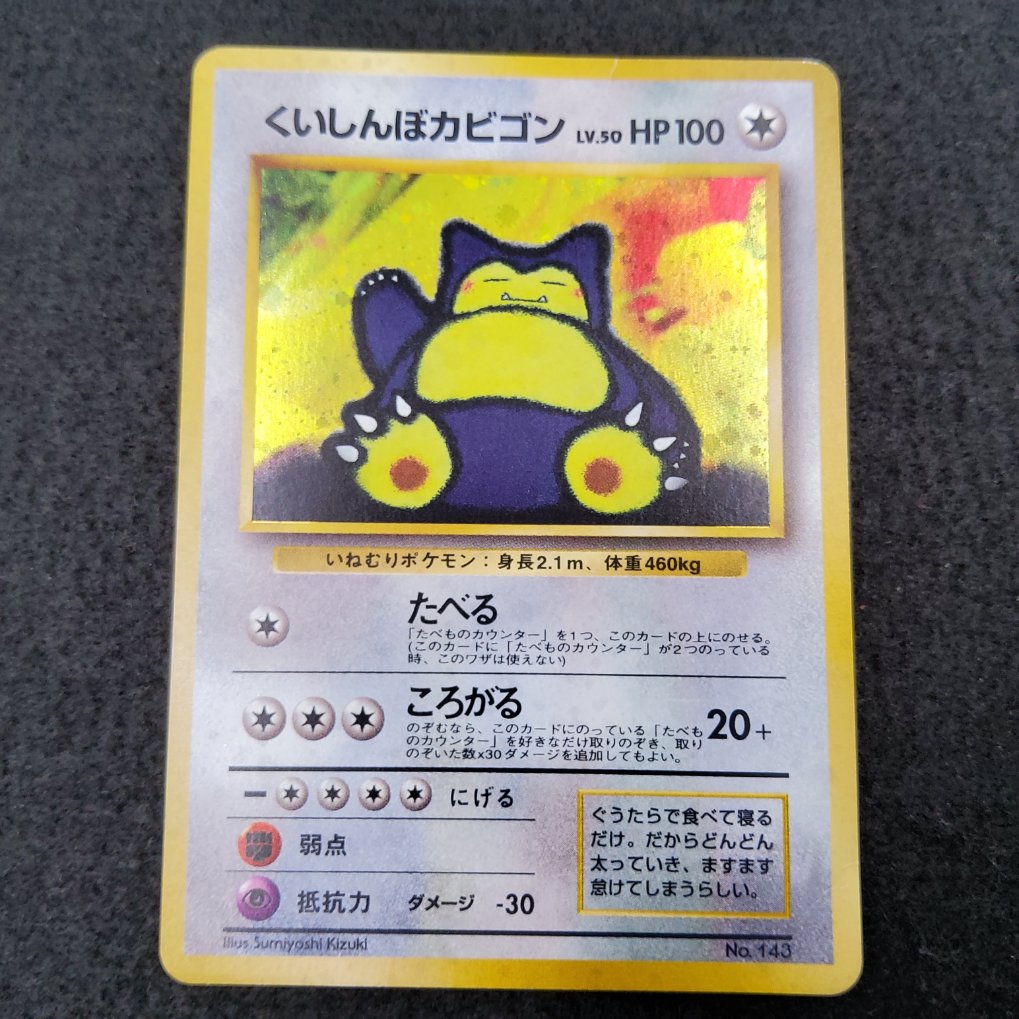 くいしんぼカビゴン LV.50 HP100
いねむりポケモン：身長2.1m、体重460kg
たべる
「たべものカウンター」を1つ、このカードの上にのせる。
(このカードに「たべものカウンター」が2つのっている
時、このワザは使えない)
ころがる
のぞむなら、このカードにのっている「たべも
のカウンター」を好きなだけ取りのぞき、取り
のぞいた数x30ダメージを追加してもよい。
20+
ー にげる
弱点
抵抗力 ダメージ -30
ぐうたらで食べて寝る
だけ。だからどんどん
太っていき、ますます
怠けてしまうらしい。
Illus. Sumiyoshi Kizuki
No. 143